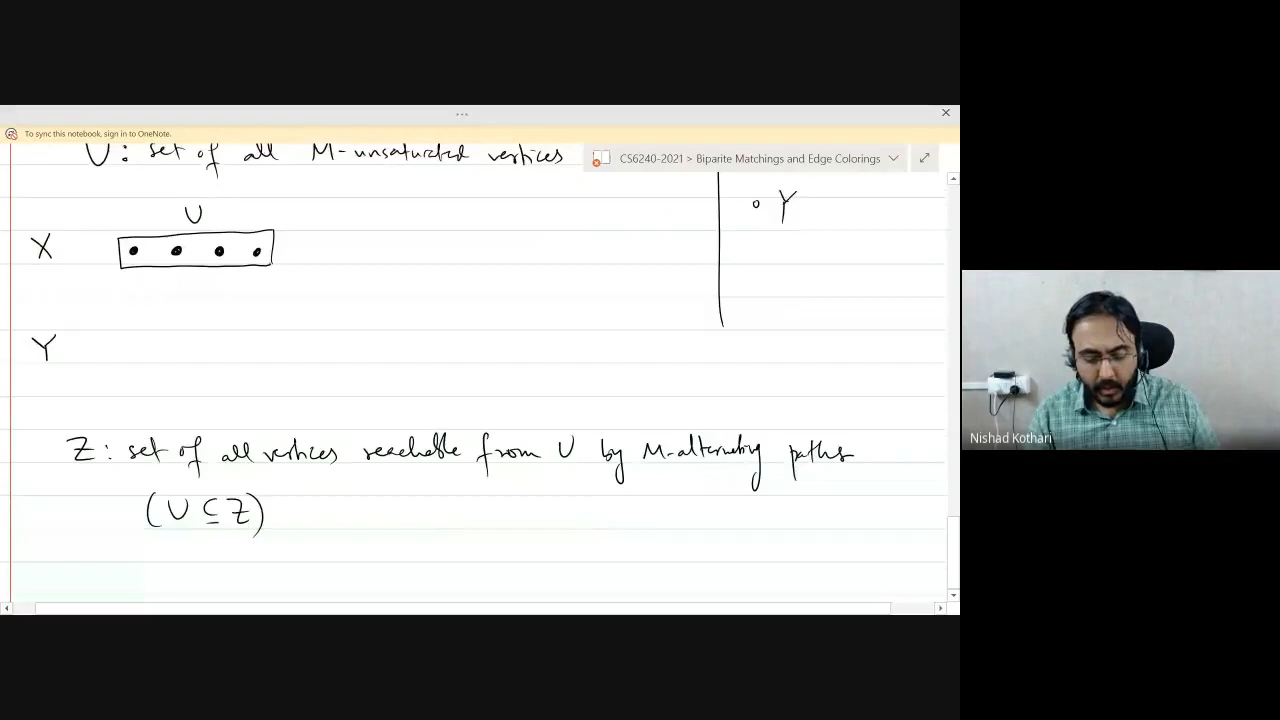 To sync this notebook, sign in to OneNote.
U : set of all M-unsaturated vertices
CS6240-2021 > Biparite Matchings and Edge Colorings
Y
U
X
Y
Z : set of all vertices reachable from U by M-alternating paths
(U ⊆ Z)
Nishad Kothari